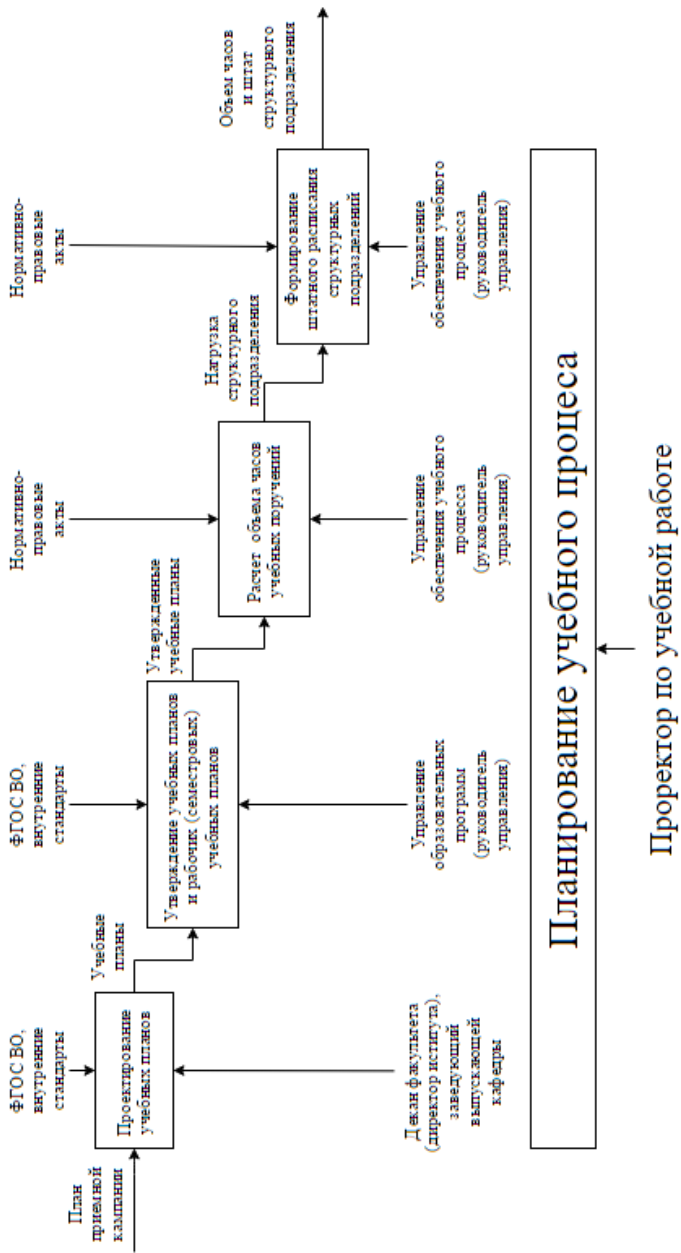 ФГОС ВО,
внутренние
стандарты
ФГОС ВО,
внутренние
стандарты
Нормативно-
правовые
акты
Нормативно-
правовые
акты
План
приемной
кампании
Проектирование
учебных планов
Учебные
планы
Утверждение учебных планов
и рабочих (семестровых)
учебных планов
Утвержденные
учебные планы
Расчет объема часов
учебных поручений
Нагрузка
структурного
подразделения
Формирование
штатного расписания
структурных
подразделений
Объем часов
и штат
структурного
подразделения
Декан факультета
(директор иститута),
заведующий
выпускающей
кафедры
Управление
образовательных
программ
(руководитель
управления)
Управление
обеспечения учебного
процесса
(руководитель
управления)
Управление
обеспечения учебного
процесса
(руководитель
управления)
Планирование учебного процеса
Проректор по учебной работе